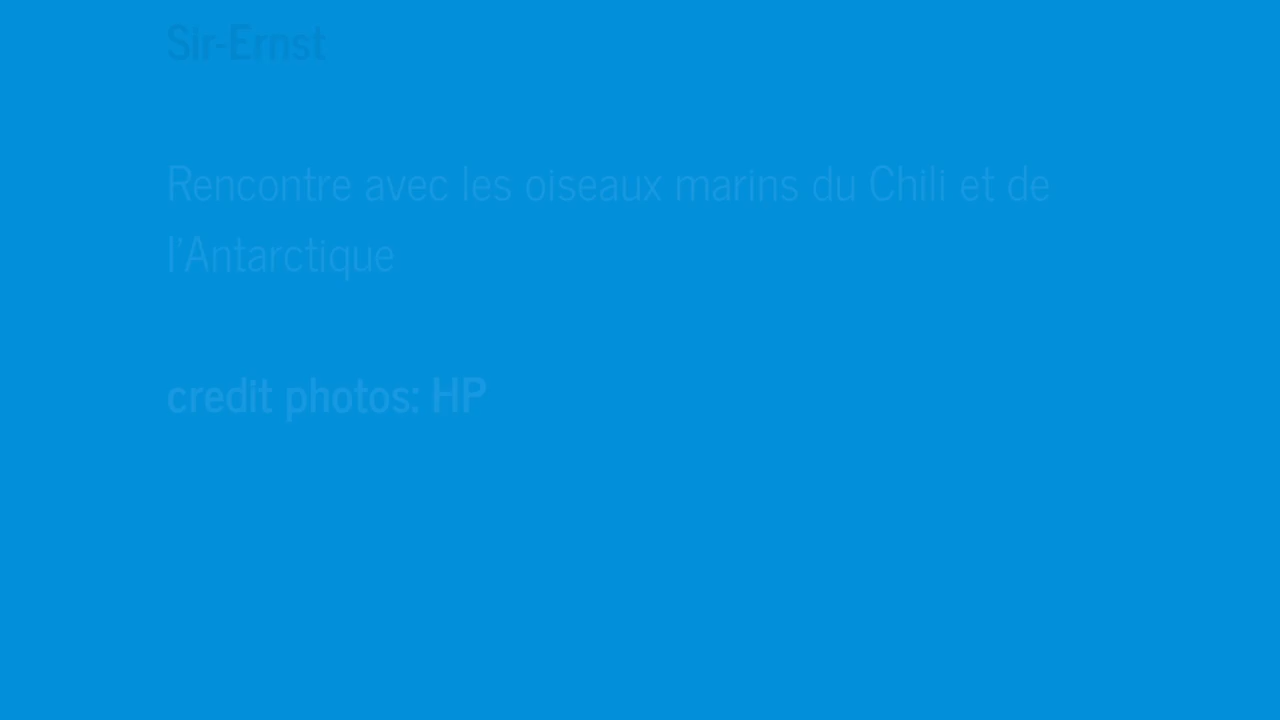 Sir-Ernst
Rencontre avec les oiseaux marins du Chili et de
l'Antarctique
credit photos: HP